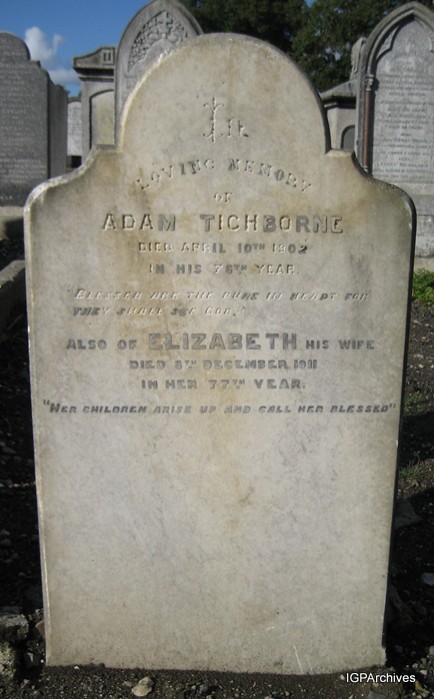 In
LOVING MEMORY
OF
ADAM TICHBORNE
DIED APRIL 10TH 1902
IN HIS 76TH YEAR.
"BLESSED ARE THE PURE IN HEART FOR
THEY SHALL SEE GOD."
ALSO OF ELIZABETH HIS WIFE
DIED 8TH DECEMBER 1911
IN HER 77TH YEAR.
"HER CHILDREN ARISE UP AND CALL HER BLESSED"
IGPArchives